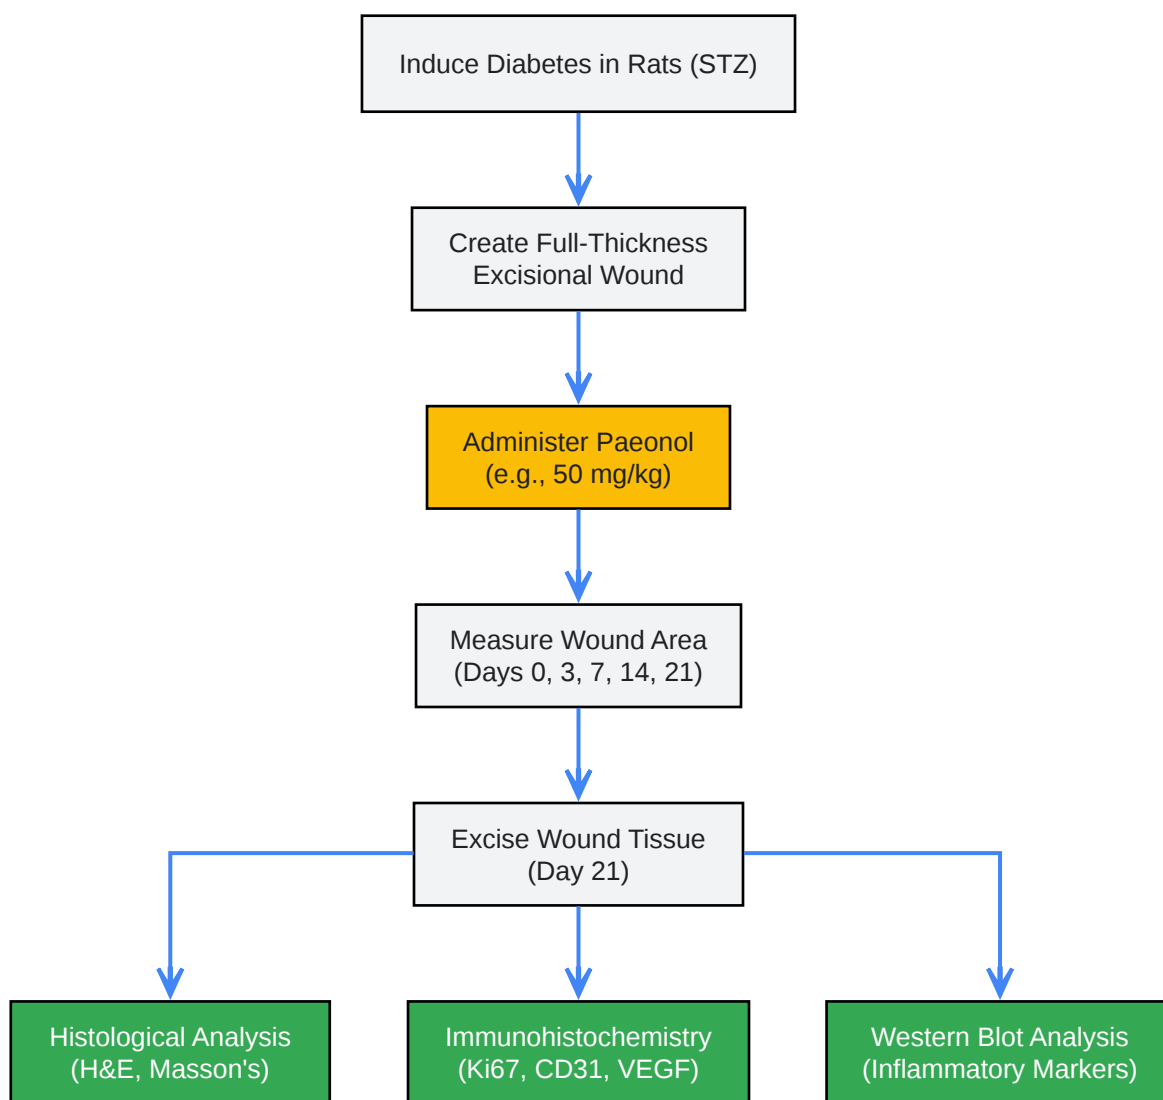 Induce Diabetes in Rats (STZ)
Create Full-Thickness
Excisional Wound
Administer Paeonol
(e.g., 50 mg/kg)
Measure Wound Area
(Days 0, 3, 7, 14, 21)
Excise Wound Tissue
(Day 21)
Histological Analysis
(H&E, Masson's)
Immunohistochemistry
(Ki67, CD31, VEGF)
Western Blot Analysis
(Inflammatory Markers)